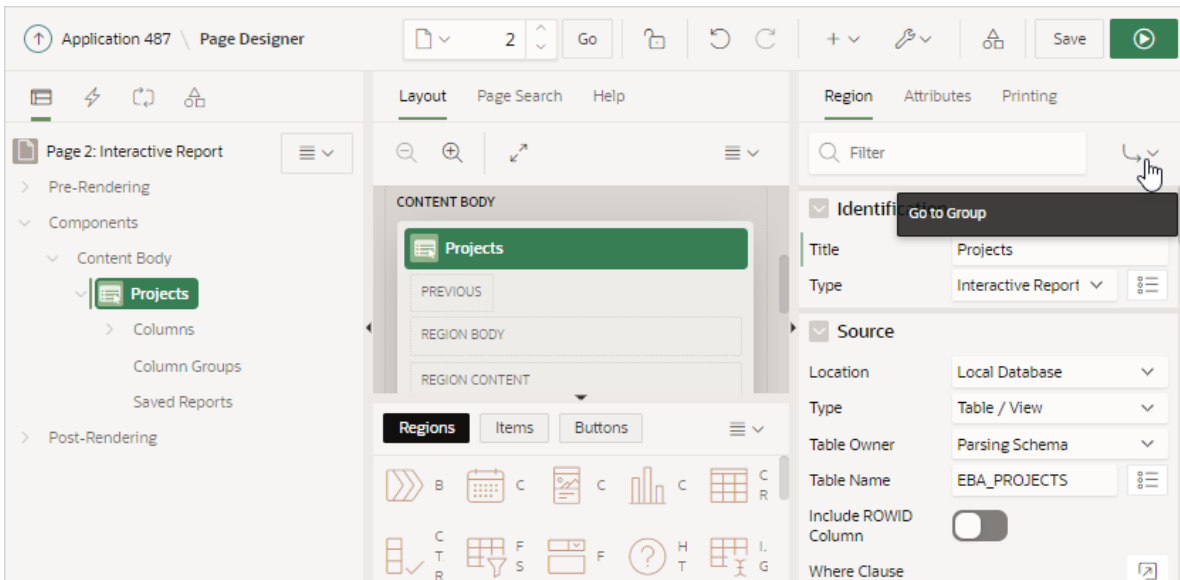 Application 487 \ Page Designer
2
Go
Save
Page 2: Interactive Report
Pre-Rendering
Components
Content Body
Projects
Columns
Column Groups
Saved Reports
Post-Rendering
Layout Page Search Help
CONTENT BODY
Projects
PREVIOUS
REGION BODY
REGION CONTENT
Regions Items Buttons
B C C C C R
C T R F S F H T I. G
Region Attributes Printing
Filter
Go to Group
Identification
Title Projects
Type Interactive Report
Source
Location Local Database
Type Table / View
Table Owner Parsing Schema
Table Name EBA_PROJECTS
Include ROWID
Column
Where Clause